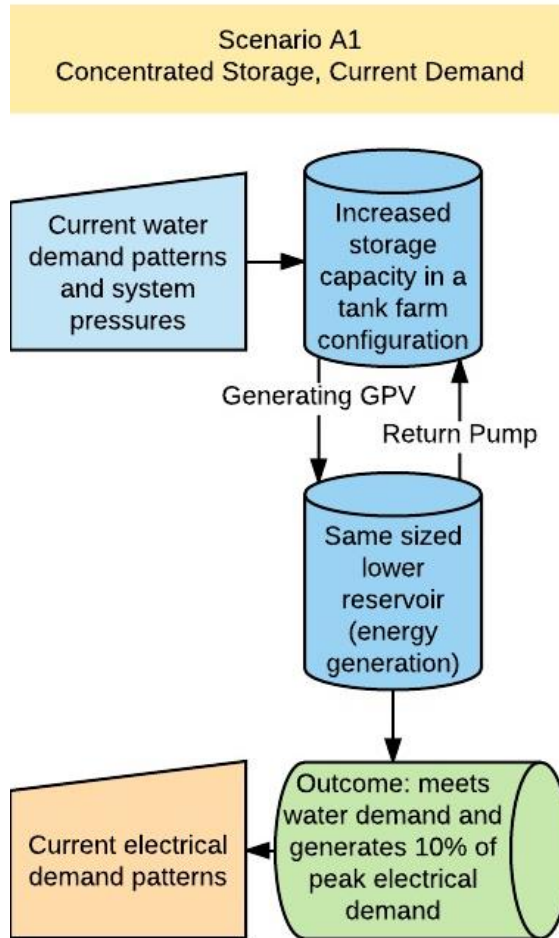 Scenario A1
Concentrated Storage, Current Demand
Current water
demand patterns
and system
pressures
Increased
storage
capacity in a
tank farm
configuration
Generating GPV
Return Pump
Same sized
lower
reservoir
(energy
generation)
Outcome: meets
water demand and
generates 10% of
peak electrical
demand
Current electrical
demand patterns